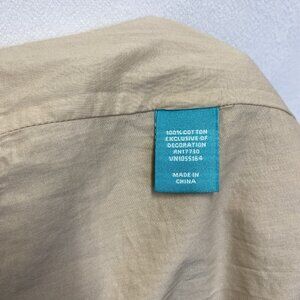 100% COTTON
EXCLUSIVE OF
DECORATION
RN17730
VN1055164
MADE IN
CHINA